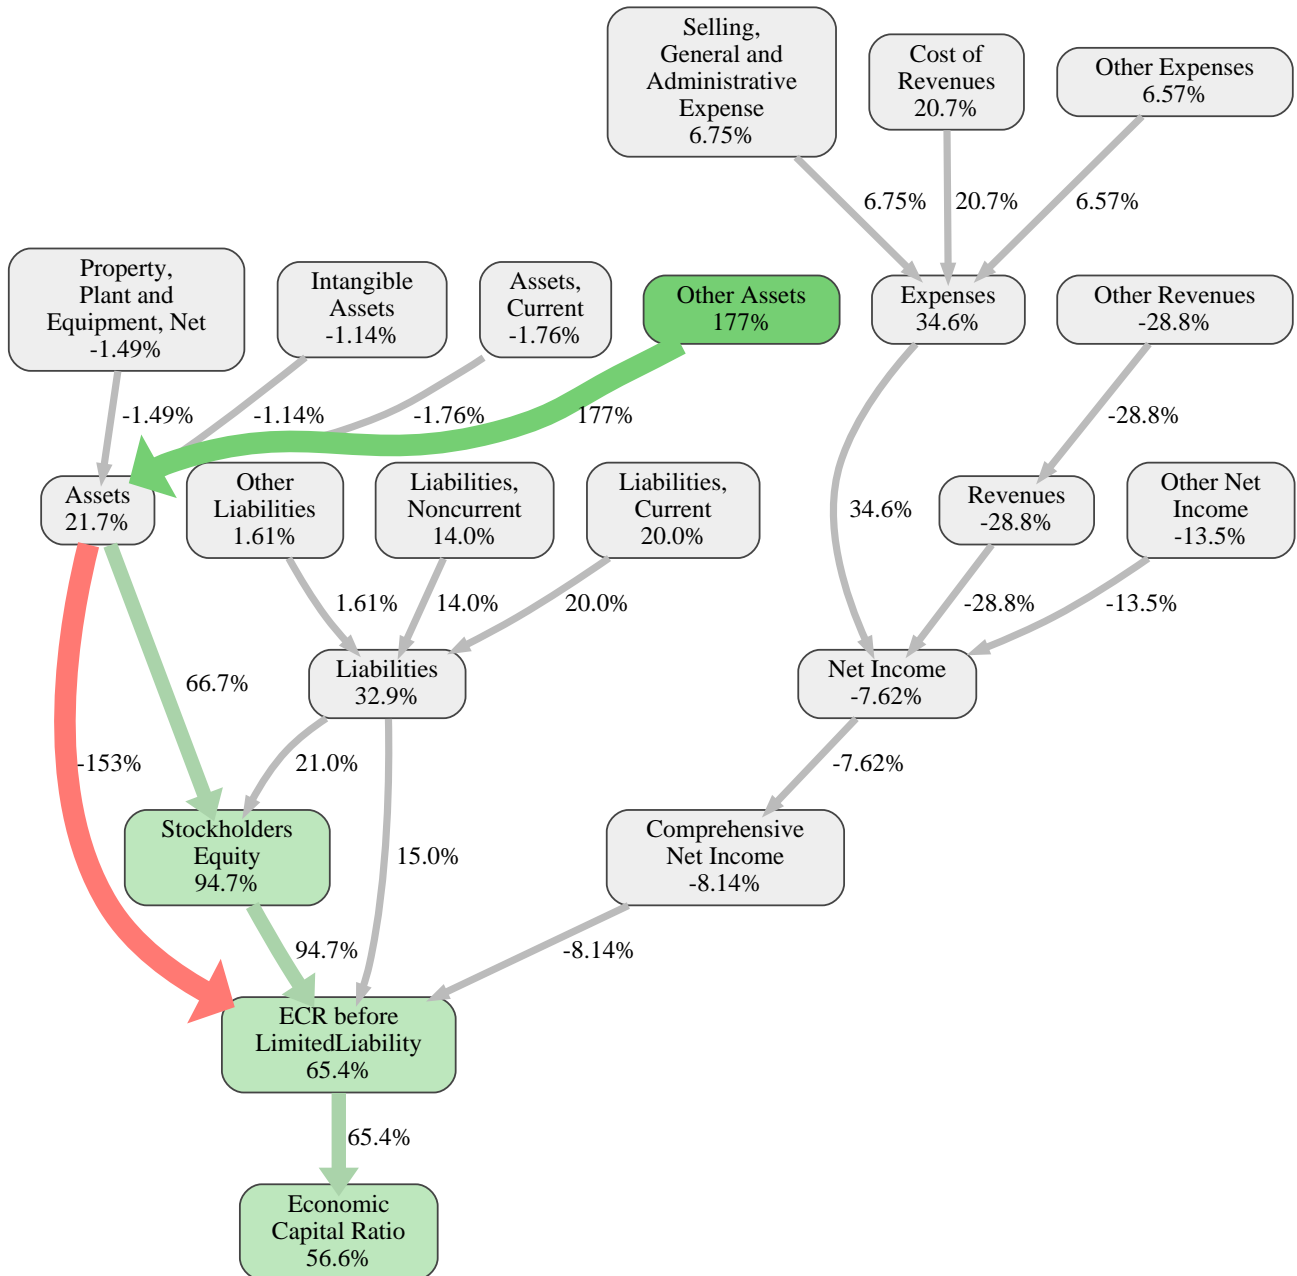 Selling,
General and
Administrative
Expense
6.75%
Cost of
Revenues
20.7%
Other Expenses
6.57%
6.75%
20.7%
6.57%
Property,
Plant and
Equipment, Net
-1.49%
Intangible
Assets
-1.14%
Assets,
Current
-1.76%
Other Assets
177%
Expenses
34.6%
Other Revenues
-28.8%
-1.49%
-1.14%
-1.76%
177%
-28.8%
Assets
21.7%
Other
Liabilities
1.61%
Liabilities,
Noncurrent
14.0%
Liabilities,
Current
20.0%
34.6%
Revenues
-28.8%
Other Net
Income
-13.5%
1.61%
14.0%
20.0%
-28.8%
-13.5%
66.7%
Liabilities
32.9%
Net Income
-7.62%
-153%
21.0%
-7.62%
Stockholders
Equity
94.7%
15.0%
Comprehensive
Net Income
-8.14%
94.7%
-8.14%
ECR before
LimitedLiability
65.4%
65.4%
Economic
Capital Ratio
56.6%